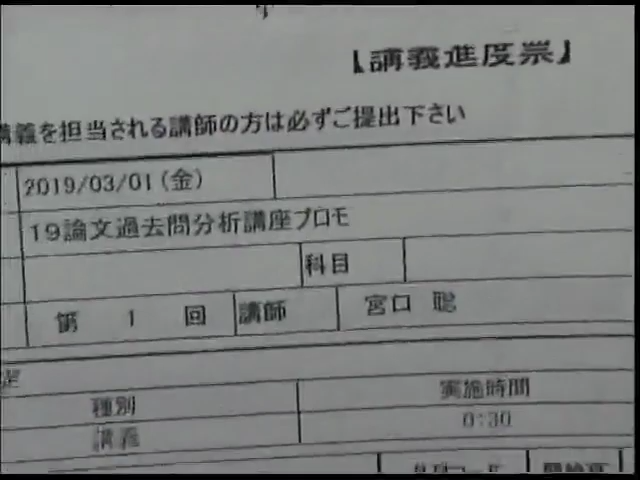 【講義進度票】
講義を担当される講師の方は必ずご提出下さい
2019/03/01(金)
19論文過去問分析講座プロモ
科目
第 1 回 講師 宮口 聡
種別 実施時間
講義 0:30